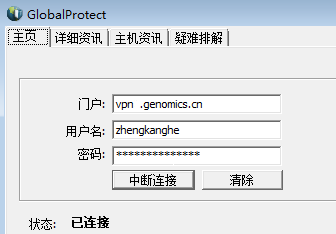 GlobalProtect
主页 详细资讯 主机资讯 疑难排解
门户: vpn .genomics.cn
用户名: zhengkanghe
密码: **************
中断连接 清除
状态: 已连接